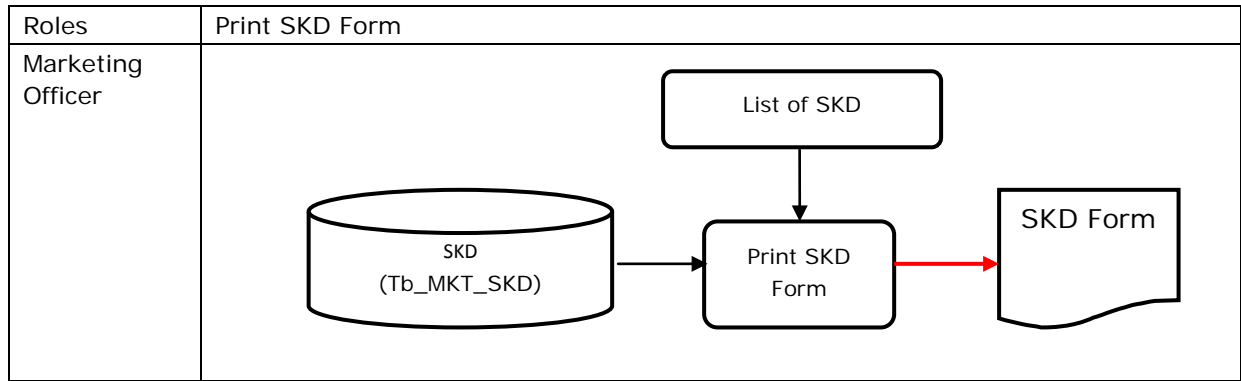 Roles
Print SKD Form
Marketing
Officer
List of SKD
SKD
(Tb_MKT_SKD)
Print SKD
Form
SKD Form